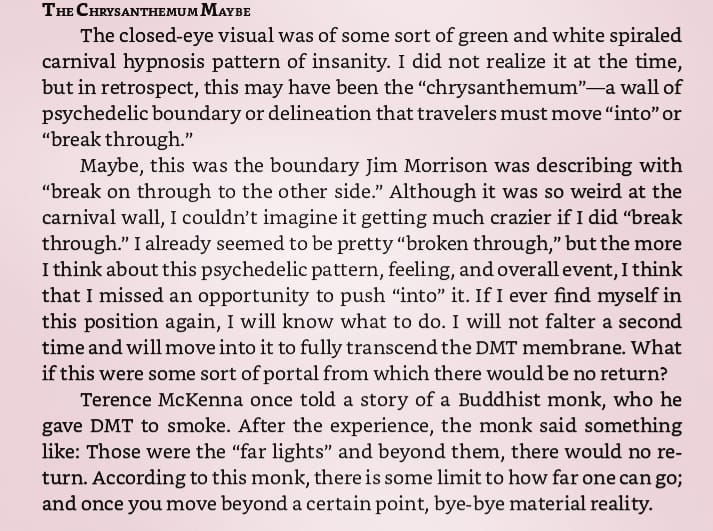 The Chrysanthemum Maybe
The closed-eye visual was of some sort of green and white spiraled
carnival hypnosis pattern of insanity. I did not realize it at the time,
but in retrospect, this may have been the “chrysanthemum”—a wall of
psychedelic boundary or delineation that travelers must move “into” or
“break through.”
Maybe, this was the boundary Jim Morrison was describing with
“break on through to the other side.” Although it was so weird at the
carnival wall, I couldn’t imagine it getting much crazier if I did “break
through.” I already seemed to be pretty “broken through,” but the more
I think about this psychedelic pattern, feeling, and overall event, I think
that I missed an opportunity to push “into” it. If I ever find myself in
this position again, I will know what to do. I will not falter a second
time and will move into it to fully transcend the DMT membrane. What
if this were some sort of portal from which there would be no return?
Terence McKenna once told a story of a Buddhist monk, who he
gave DMT to smoke. After the experience, the monk said something
like: Those were the “far lights” and beyond them, there would no re-
turn. According to this monk, there is some limit to how far one can go;
and once you move beyond a certain point, bye-bye material reality.